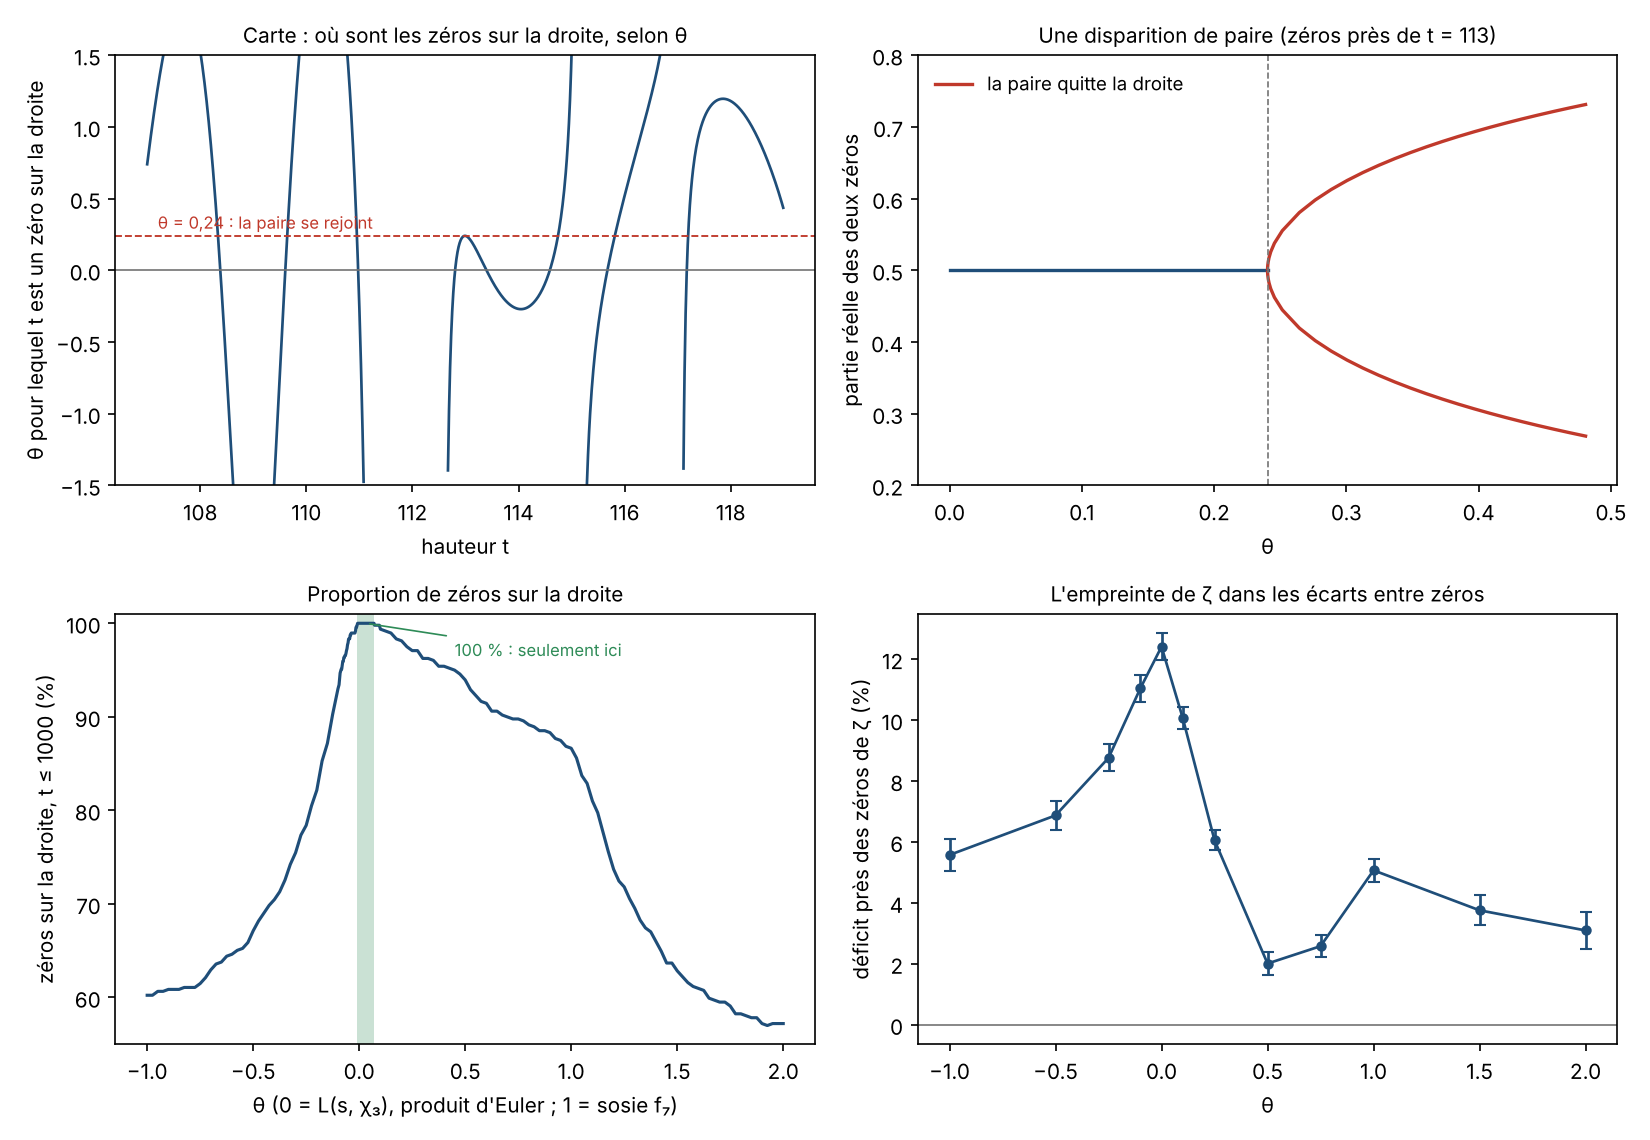 Carte : où sont les zéros sur la droite, selon θ
θ pour lequel t est un zéro sur la droite
1.5
1.0
0.5
0.0
−0.5
−1.0
−1.5
θ = 0,24 : la paire se rejoint
108 110 112 114 116 118
hauteur t
Une disparition de paire (zéros près de t = 113)
partie réelle des deux zéros
0.8
0.7
0.6
0.5
0.4
0.3
0.2
la paire quitte la droite
0.0 0.1 0.2 0.3 0.4 0.5
θ
Proportion de zéros sur la droite
zéros sur la droite, t ≤ 1000 (%)
100
90
80
70
60
100 % : seulement ici
−1.0 −0.5 0.0 0.5 1.0 1.5 2.0
θ (0 = L(s, χ₃), produit d'Euler ; 1 = sosie f₇)
L'empreinte de ζ dans les écarts entre zéros
déficit près des zéros de ζ (%)
12
10
8
6
4
2
0
−1.0 −0.5 0.0 0.5 1.0 1.5 2.0
θ